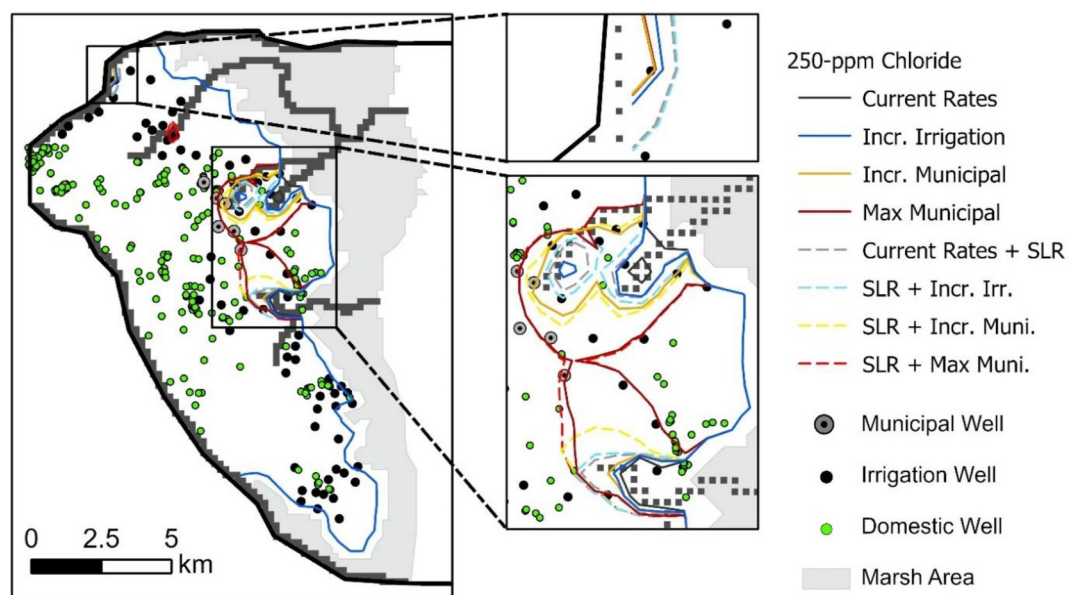 250-ppm Chloride
Current Rates
Incr. Irrigation
Incr. Municipal
Max Municipal
Current Rates + SLR
SLR + Incr. Irr.
SLR + Incr. Muni.
SLR + Max Muni.
Municipal Well
Irrigation Well
Domestic Well
Marsh Area
0 2.5 5
km